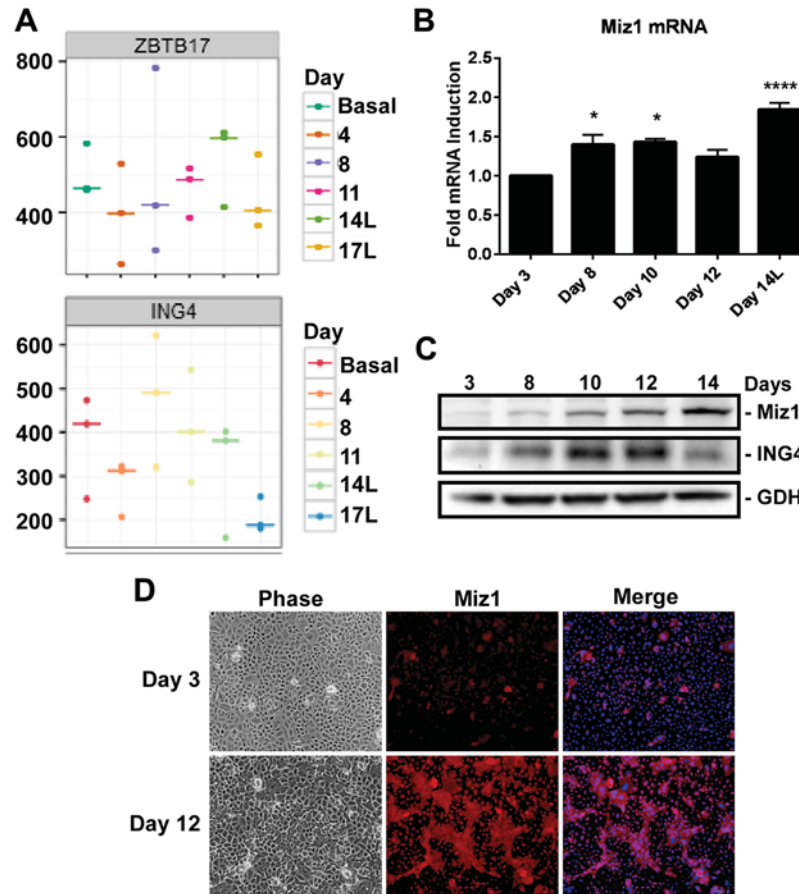 A
ZBTB17
800
600
400
Day
Basal
4
8
11
14L
17L
ING4
600
500
400
300
200
Day
Basal
4
8
11
14L
17L
B
Miz1 mRNA
Fold mRNA Induction
2.5
2.0
1.5
1.0
0.5
0.0
*
*
****
Day 3
Day 8
Day 10
Day 12
Day 14L
C
3 8 10 12 14 Days
- Miz1
- ING4
- GDH
D
Phase Miz1 Merge
Day 3
Day 12